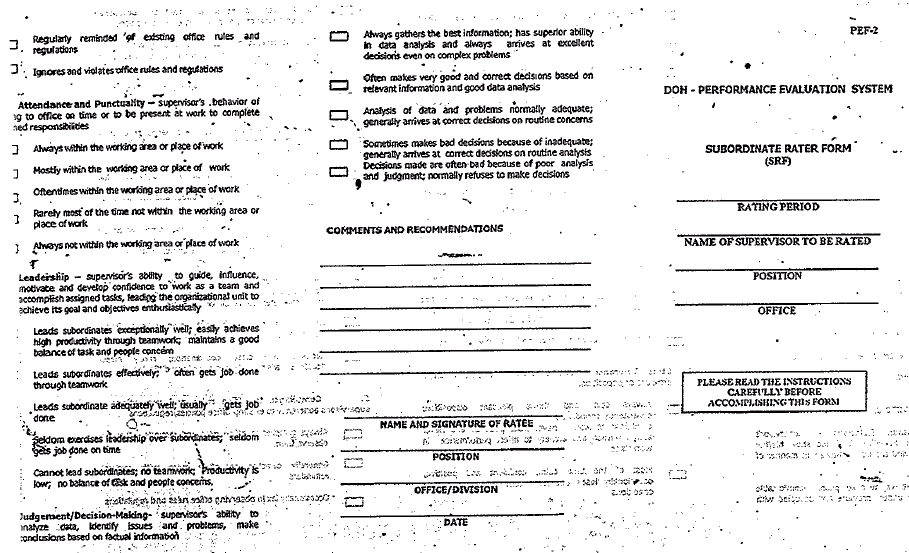 Regularly reminded of existing office rules and
regulations
Ignores and violates office rules and regulations
Attendance and Punctuality – supervisor's behavior of
g to office on time or to be present at work to complete
ned responsibilities
Always within the working area or place of work
Mostly within the working area or place of work
Oftentimes within the working area or place of work
Rarely most of the time not within the working area or
place of work
Always not within the working area or place of work
Leadership – supervisor's ability to guide, influence,
motivate and develop confidence to work as a team and
accomplish assigned tasks, leading the organizational unit to
achieve its goal and objectives enthusiastically
Leads subordinates exceptionally well; easily achieves
high productivity through teamwork; maintains a good
balance of task and people concern
Leads subordinates effectively; often gets job done
through teamwork
Leads subordinate adequately well; usually gets job
done
Seldom exercises leadership over subordinates; seldom
gets job done on time
Cannot lead subordinates; no teamwork; Productivity is
low; no balance of task and people concerns,
Judgement/Decision-Making- supervisor's ability to
analyze data, identify issues and problems, make
conclusions based on factual information
Always gathers the best information; has superior ability
in data analysis and always arrives at excellent
decisions even on complex problems
Often makes very good and correct decisions based on
relevant information and good data analysis
Analysis of data and problems normally adequate;
generally arrives at correct decisions on routine concerns
Sometimes makes bad decisions because of inadequate;
generally arrives at correct decisions on routine analysis
Decisions made are often bad because of poor analysis
and judgment; normally refuses to make decisions
COMMENTS AND RECOMMENDATIONS
NAME AND SIGNATURE OF RATEE
POSITION
OFFICE/DIVISION
DATE
PEF-2
DOH - PERFORMANCE EVALUATION SYSTEM
SUBORDINATE RATER FORM
(SRF)
RATING PERIOD
NAME OF SUPERVISOR TO BE RATED
POSITION
OFFICE
PLEASE READ THE INSTRUCTIONS
CAREFULLY BEFORE
ACCOMPLISHING THIS FORM